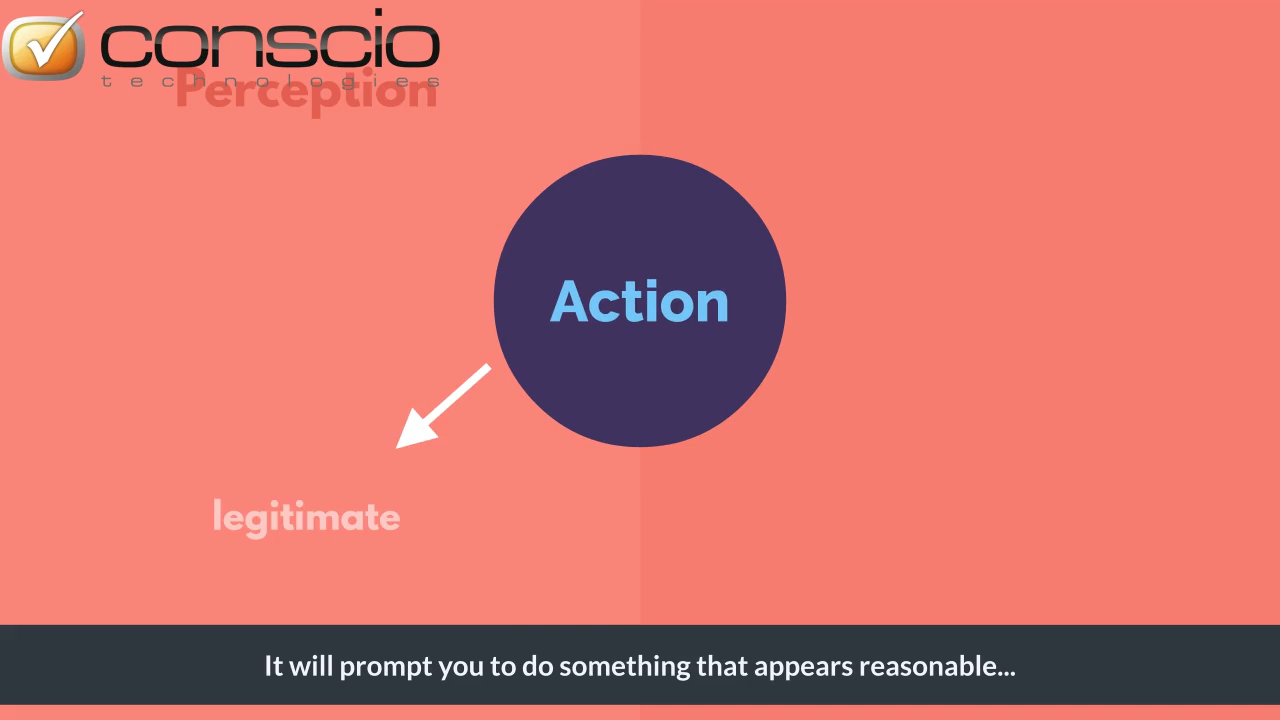 conscio
technologies
Perception
Action
legitimate
It will prompt you to do something that appears reasonable...